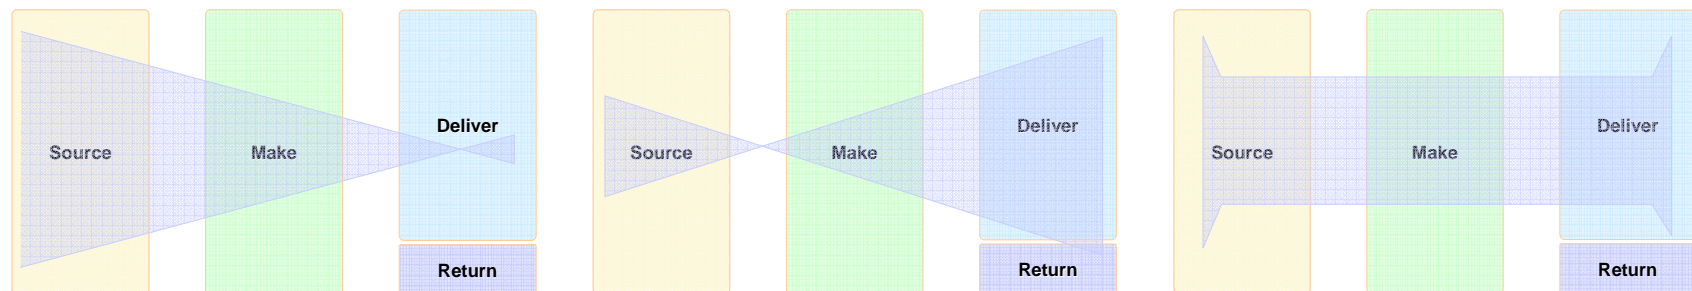 Source
Make
Deliver
Return
Source
Make
Deliver
Return
Source
Make
Deliver
Return